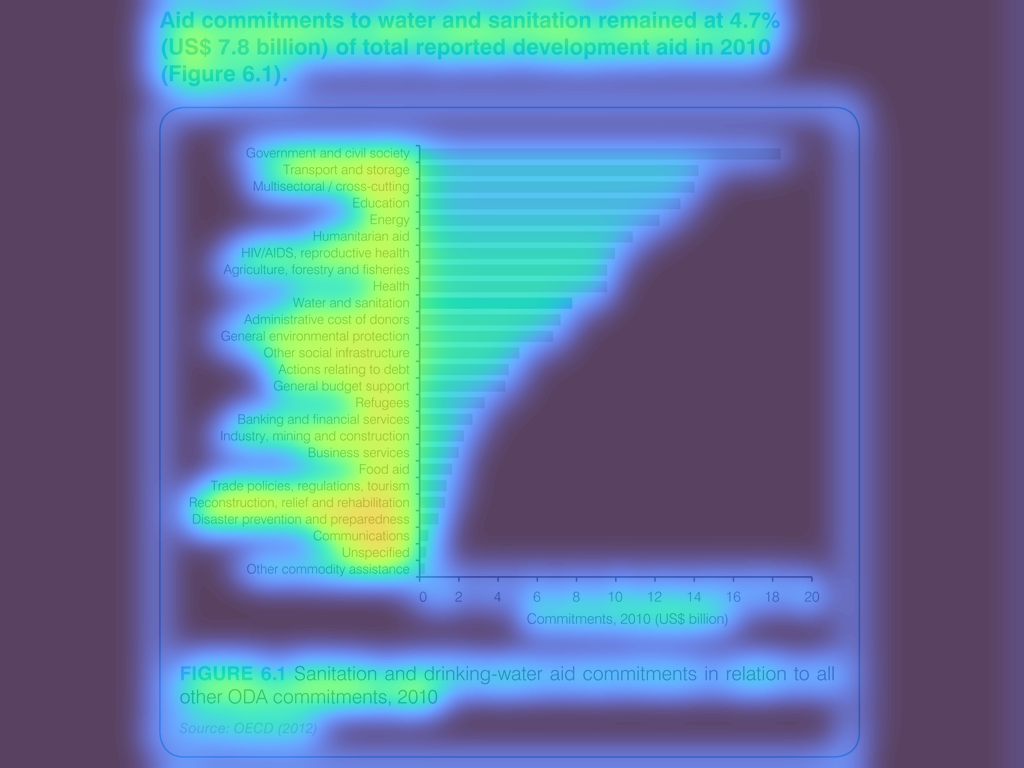 Aid commitments to water and sanitation remained at 4.7%
(US$ 7.8 billion) of total reported development aid in 2010
(Figure 6.1).
Government and civil society
Transport and storage
Multisectoral / cross-cutting
Education
Energy
Humanitarian aid
HIV/AIDS, reproductive health
Agriculture, forestry and fisheries
Health
Water and sanitation
Administrative cost of donors
General environmental protection
Other social infrastructure
Actions relating to debt
General budget support
Refugees
Banking and financial services
Industry, mining and construction
Business services
Food aid
Trade policies, regulations, tourism
Reconstruction, relief and rehabilitation
Disaster prevention and preparedness
Communications
Unspecified
Other commodity assistance
0 2 4 6 8 10 12 14 16 18 20
Commitments, 2010 (US$ billion)
FIGURE 6.1 Sanitation and drinking-water aid commitments in relation to all
other ODA commitments, 2010
Source: OECD (2012)